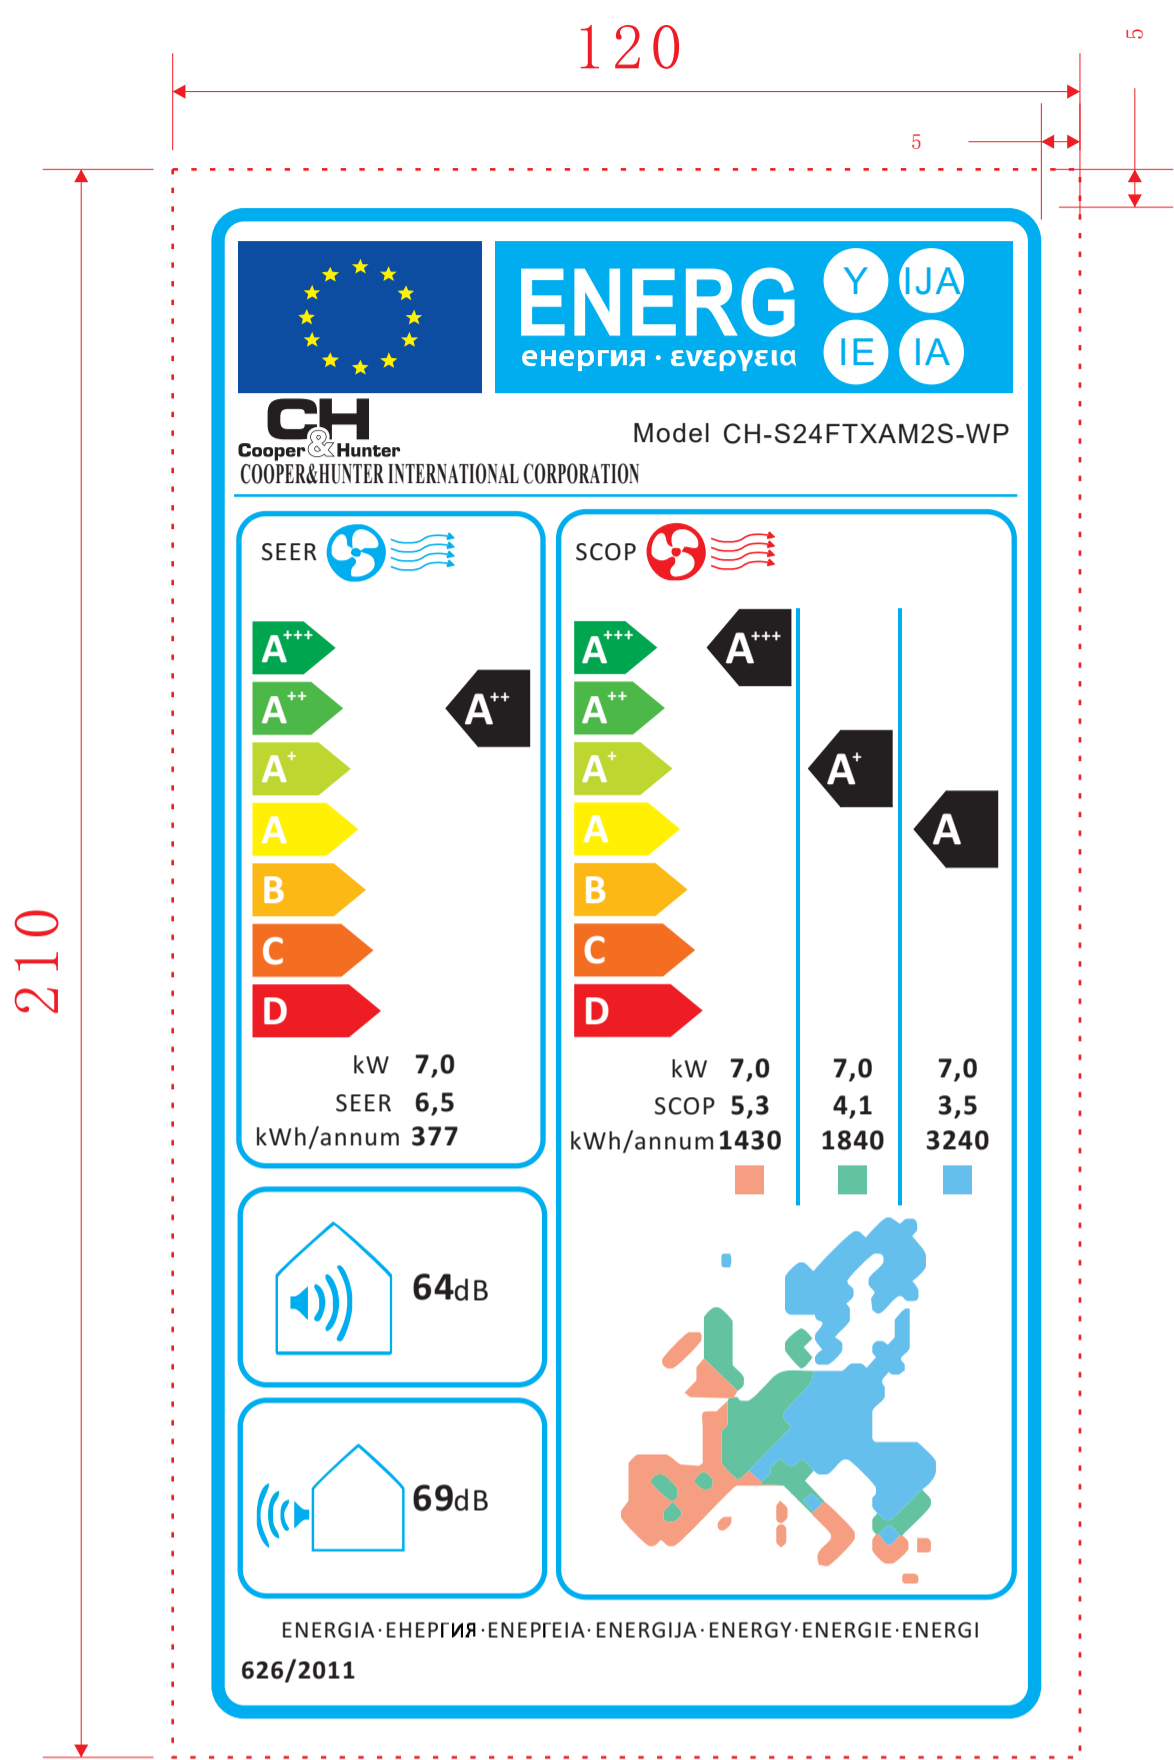 120
5
5
210
ENERG
енергия · ενεργεια
Y
IJA
IE
IA
CH
Cooper&Hunter
Model CH-S24FTXAM2S-WP
COOPER&HUNTER INTERNATIONAL CORPORATION
SEER
A+++
A++
A+
A
B
C
D
A++
kW 7,0
SEER 6,5
kWh/annum 377
SCOP
A+++
A++
A+
A
B
C
D
A+++
A+
A
kW 7,0 7,0 7,0
SCOP 5,3 4,1 3,5
kWh/annum 1430 1840 3240
64dB
69dB
ENERGIA·ЕНЕРГИЯ·ΕΝΕΡΓΕΙΑ·ENERGIJA·ENERGY·ENERGIE·ENERGI
626/2011